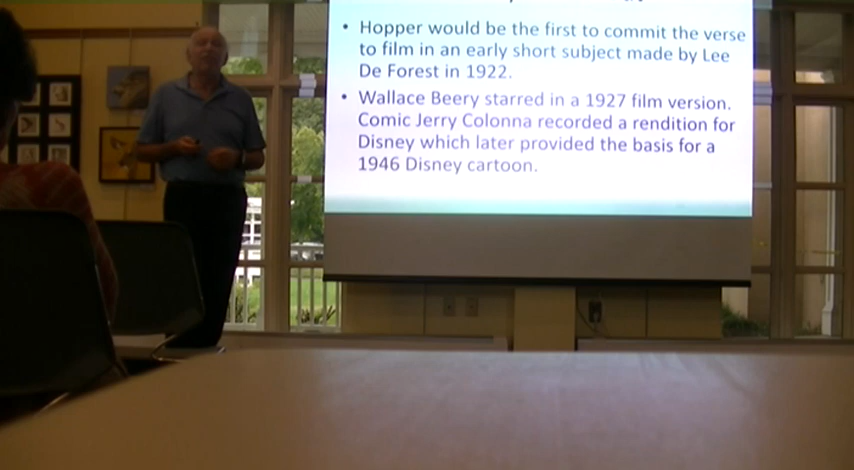 • Hopper would be the first to commit the verse
to film in an early short subject made by Lee
De Forest in 1922.
• Wallace Beery starred in a 1927 film version.
Comic Jerry Colonna recorded a rendition for
Disney which later provided the basis for a
1946 Disney cartoon.